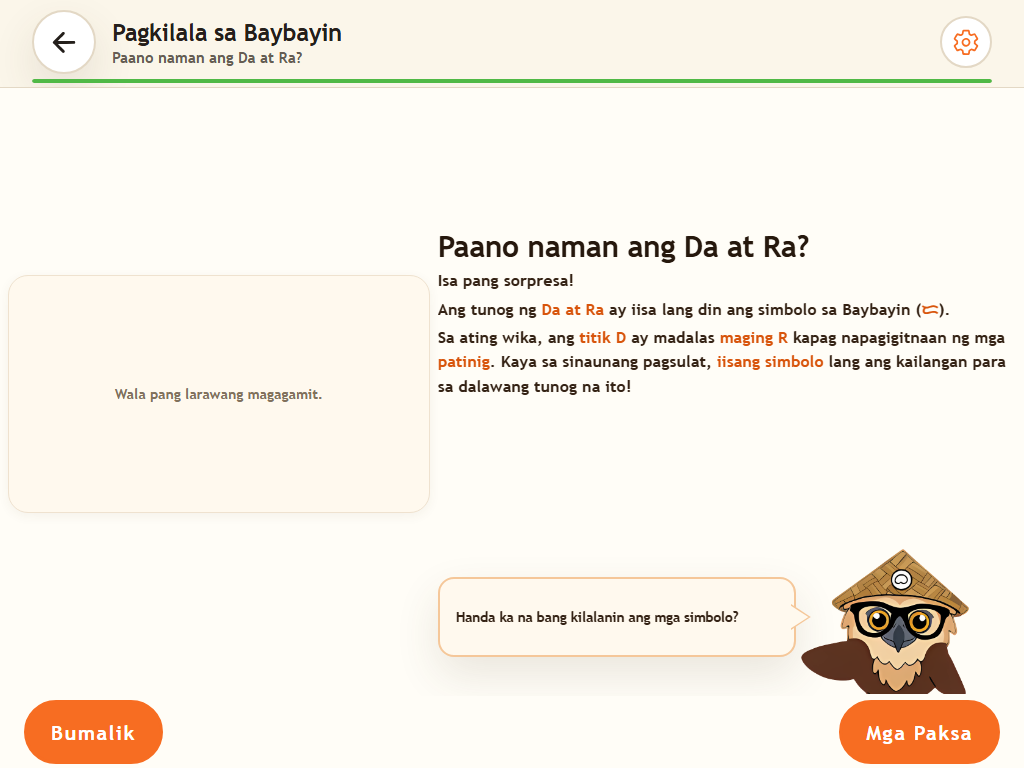 Pagkilala sa Baybayin
Paano naman ang Da at Ra?
Wala pang larawang magagamit.
Paano naman ang Da at Ra?
Isa pang sorpresa!
Ang tunog ng Da at Ra ay iisa lang din ang simbolo sa Baybayin (ᜇ).
Sa ating wika, ang titik D ay madalas maging R kapag napagigitnaan ng mga
patinig. Kaya sa sinaunang pagsulat, iisang simbolo lang ang kailangan para
sa dalawang tunog na ito!
Handa ka na bang kilalanin ang mga simbolo?
Bumalik
Mga Paksa